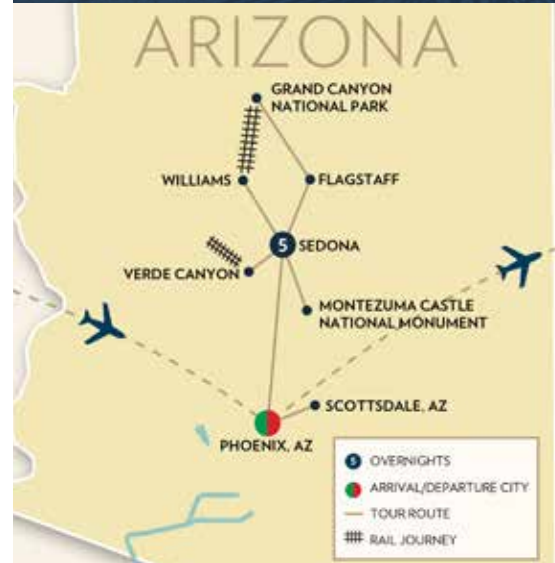 ARIZONA
GRAND CANYON
NATIONAL PARK
WILLIAMS
FLAGSTAFF
5 SEDONA
VERDE CANYON
MONTEZUMA CASTLE
NATIONAL MONUMENT
SCOTTSDALE, AZ
PHOENIX, AZ
5 OVERNIGHTS
ARRIVAL/DEPARTURE CITY
TOUR ROUTE
RAIL JOURNEY